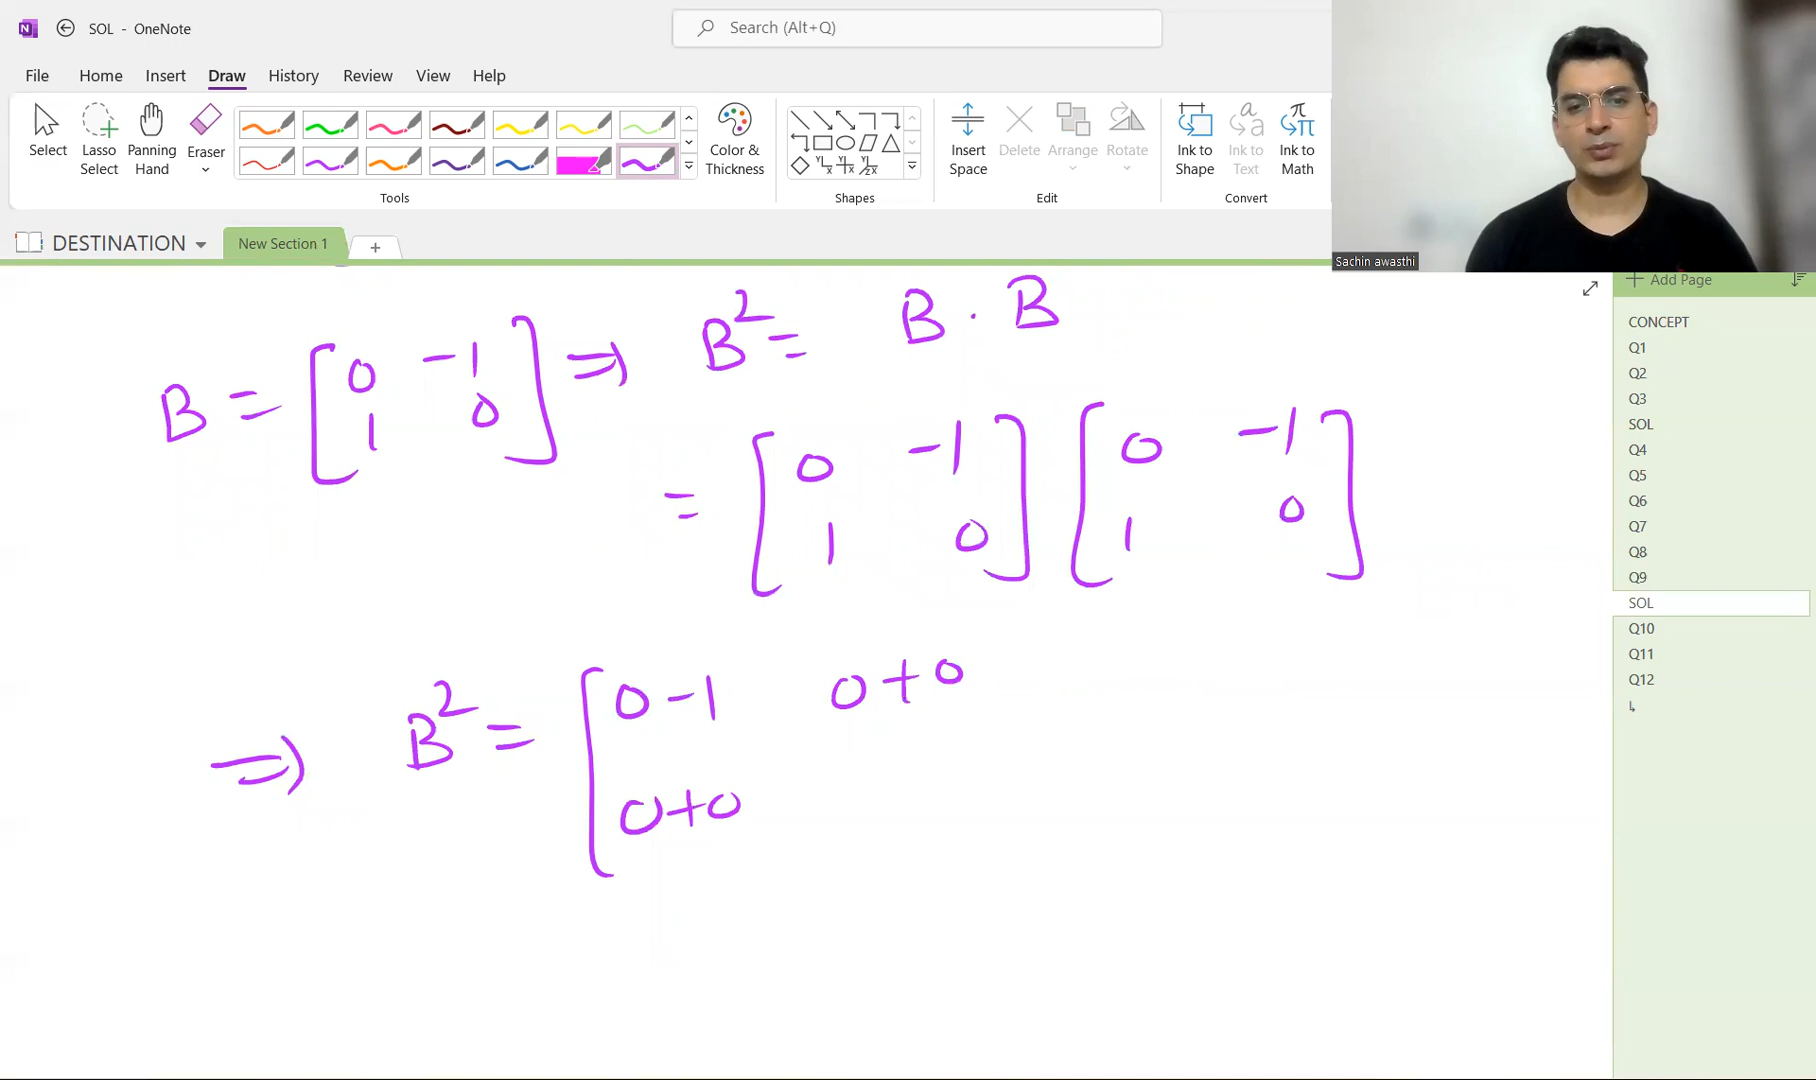 SOL - OneNote
Search (Alt+Q)
File Home Insert Draw History Review View Help
Select
Lasso Select
Panning Hand
Eraser
Color & Thickness
Insert Space
Delete
Arrange
Rotate
Ink to Shape
Ink to Text
Ink to Math
Tools
Shapes
Edit
Convert
DESTINATION
New Section 1
+
Sachin awasthi
Add Page
CONCEPT
Q1
Q2
Q3
SOL
Q4
Q5
Q6
Q7
Q8
Q9
SOL
Q10
Q11
Q12
B = [0 -1
1 0] ⇒ B² = B · B
= [0 -1
1 0] [0 -1
1 0]
⇒ B² = [0-1 0+0
0+0